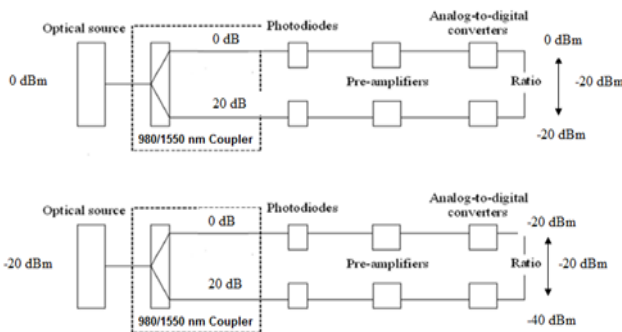 Optical source
Photodiodes
Analog-to-digital
converters
0 dB
0 dBm
0 dBm
Pre-amplifiers
Ratio
-20 dBm
20 dB
-20 dBm
980/1550 nm Coupler
Optical source
Photodiodes
Analog-to-digital
converters
0 dB
-20 dBm
-20 dBm
Pre-amplifiers
Ratio
-20 dBm
20 dB
-40 dBm
980/1550 nm Coupler